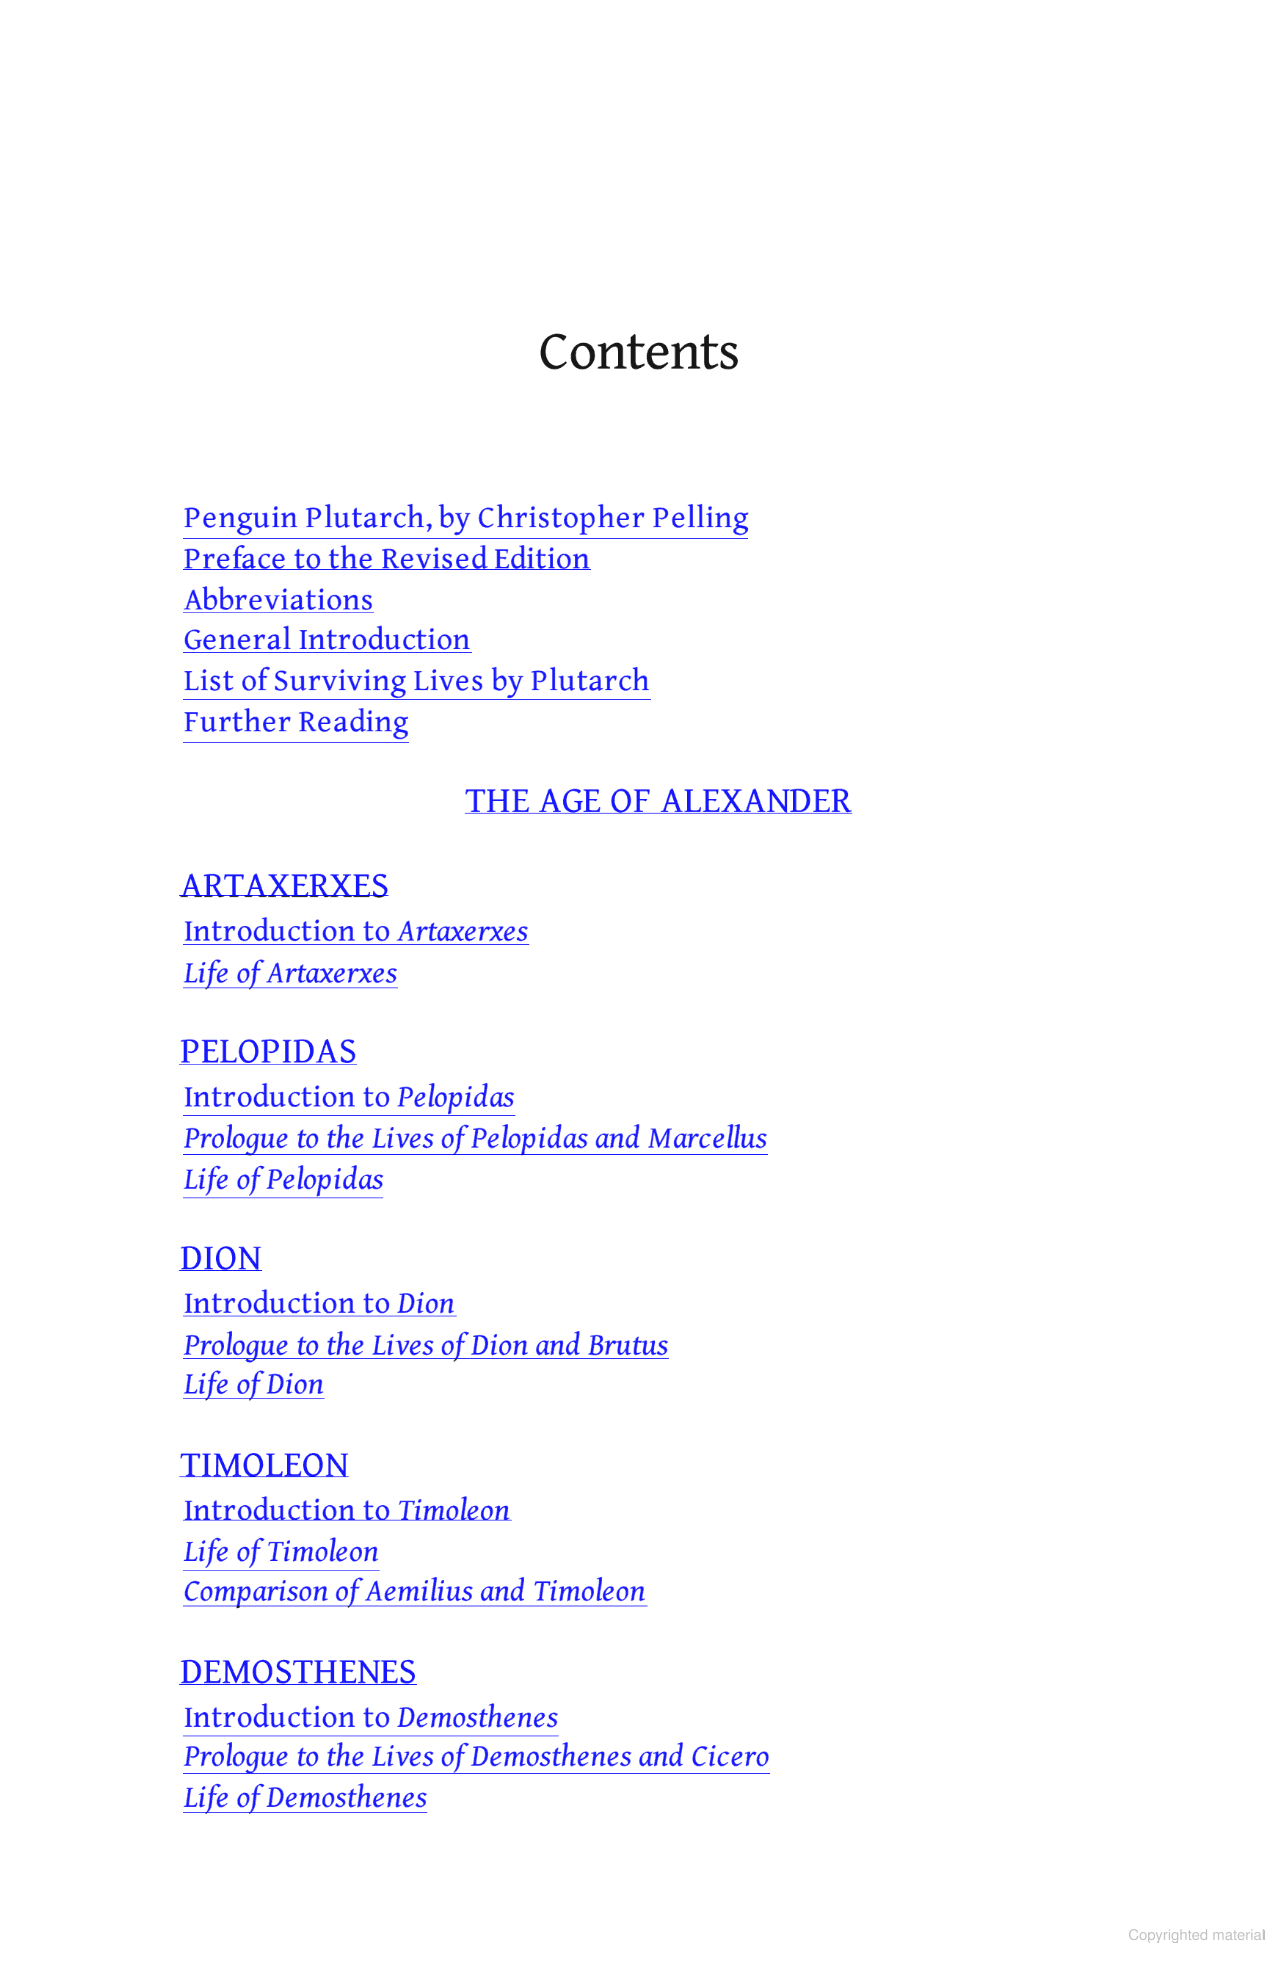 Contents
Penguin Plutarch, by Christopher Pelling
Preface to the Revised Edition
Abbreviations
General Introduction
List of Surviving Lives by Plutarch
Further Reading
THE AGE OF ALEXANDER
ARTAXERXES
Introduction to Artaxerxes
Life of Artaxerxes
PELOPIDAS
Introduction to Pelopidas
Prologue to the Lives of Pelopidas and Marcellus
Life of Pelopidas
DION
Introduction to Dion
Prologue to the Lives of Dion and Brutus
Life of Dion
TIMOLEON
Introduction to Timoleon
Life of Timoleon
Comparison of Aemilius and Timoleon
DEMOSTHENES
Introduction to Demosthenes
Prologue to the Lives of Demosthenes and Cicero
Life of Demosthenes
Copyrighted material